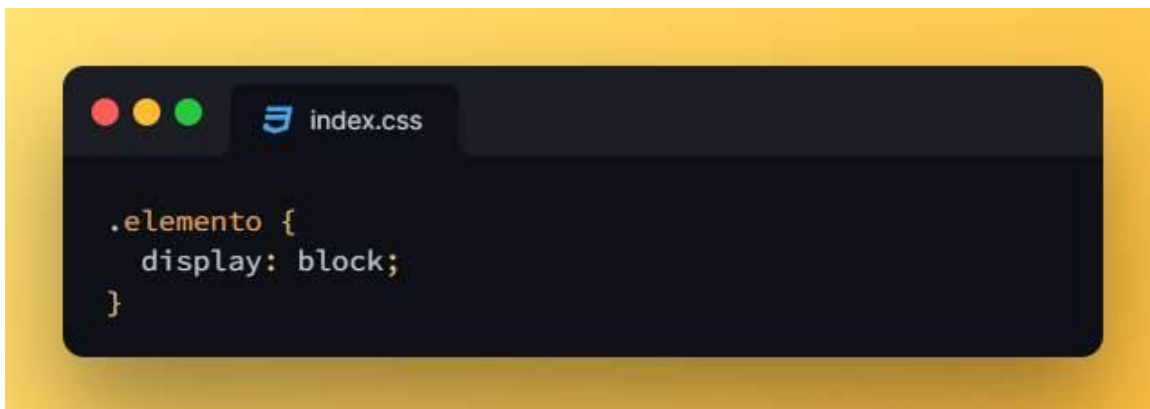 index.css
.elemento {
  display: block;
}